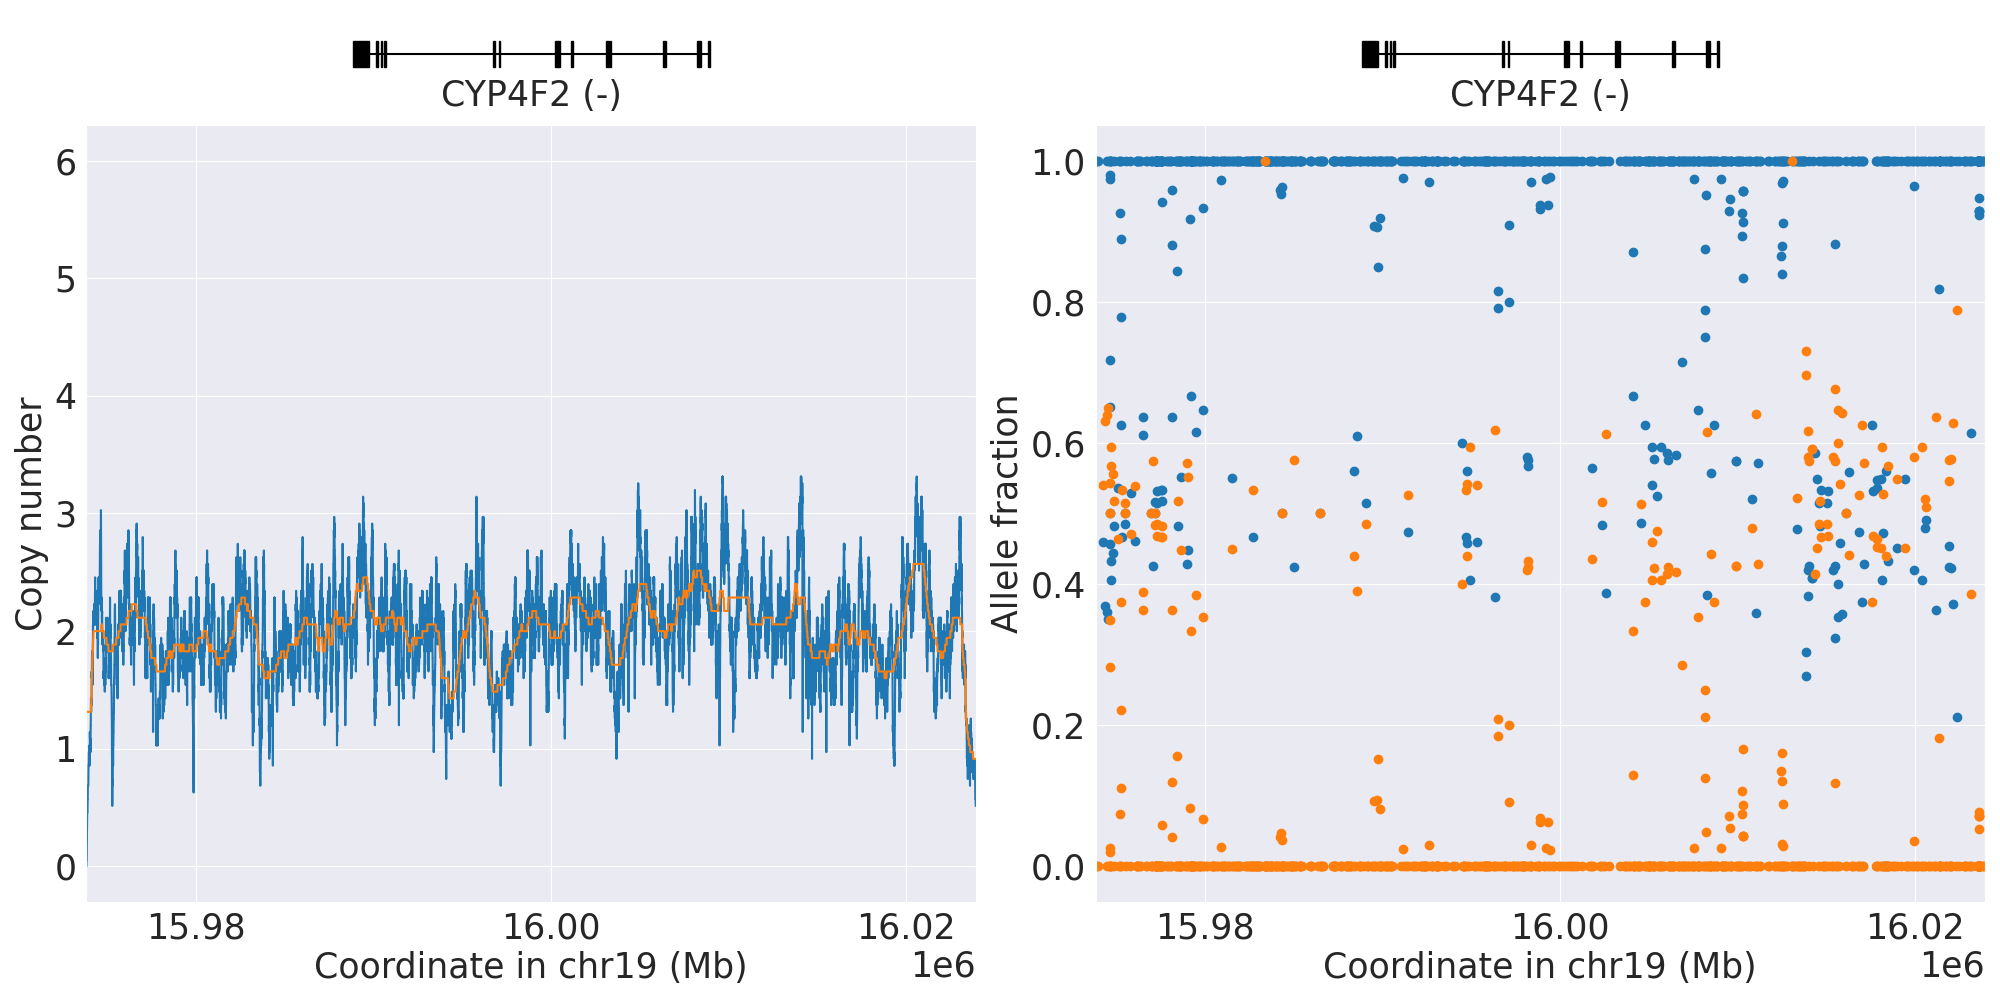 CYP4F2 (-)
6
5
4
3
2
1
0
Copy number
15.98
16.00
16.02
Coordinate in chr19 (Mb)
1e6
CYP4F2 (-)
1.0
0.8
0.6
0.4
0.2
0.0
Allele fraction
15.98
16.00
16.02
Coordinate in chr19 (Mb)
1e6